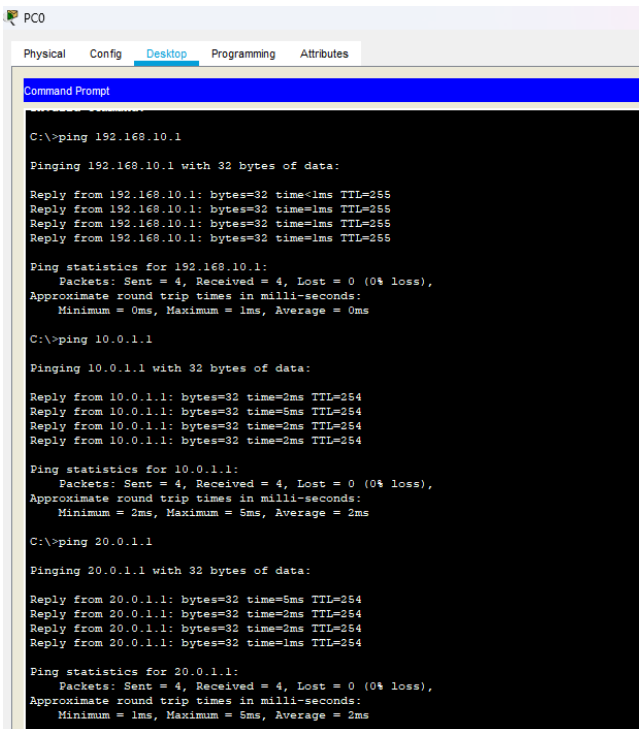 PC0
Physical Config Desktop Programming Attributes
Command Prompt
C:\>ping 192.168.10.1
Pinging 192.168.10.1 with 32 bytes of data:
Reply from 192.168.10.1: bytes=32 time<1ms TTL=255
Reply from 192.168.10.1: bytes=32 time=1ms TTL=255
Reply from 192.168.10.1: bytes=32 time=1ms TTL=255
Reply from 192.168.10.1: bytes=32 time=1ms TTL=255
Ping statistics for 192.168.10.1:
Packets: Sent = 4, Received = 4, Lost = 0 (0% loss),
Approximate round trip times in milli-seconds:
Minimum = 0ms, Maximum = 1ms, Average = 0ms
C:\>ping 10.0.1.1
Pinging 10.0.1.1 with 32 bytes of data:
Reply from 10.0.1.1: bytes=32 time=2ms TTL=254
Reply from 10.0.1.1: bytes=32 time=5ms TTL=254
Reply from 10.0.1.1: bytes=32 time=2ms TTL=254
Reply from 10.0.1.1: bytes=32 time=2ms TTL=254
Ping statistics for 10.0.1.1:
Packets: Sent = 4, Received = 4, Lost = 0 (0% loss),
Approximate round trip times in milli-seconds:
Minimum = 2ms, Maximum = 5ms, Average = 2ms
C:\>ping 20.0.1.1
Pinging 20.0.1.1 with 32 bytes of data:
Reply from 20.0.1.1: bytes=32 time=5ms TTL=254
Reply from 20.0.1.1: bytes=32 time=2ms TTL=254
Reply from 20.0.1.1: bytes=32 time=2ms TTL=254
Reply from 20.0.1.1: bytes=32 time=1ms TTL=254
Ping statistics for 20.0.1.1:
Packets: Sent = 4, Received = 4, Lost = 0 (0% loss),
Approximate round trip times in milli-seconds:
Minimum = 1ms, Maximum = 5ms, Average = 2ms